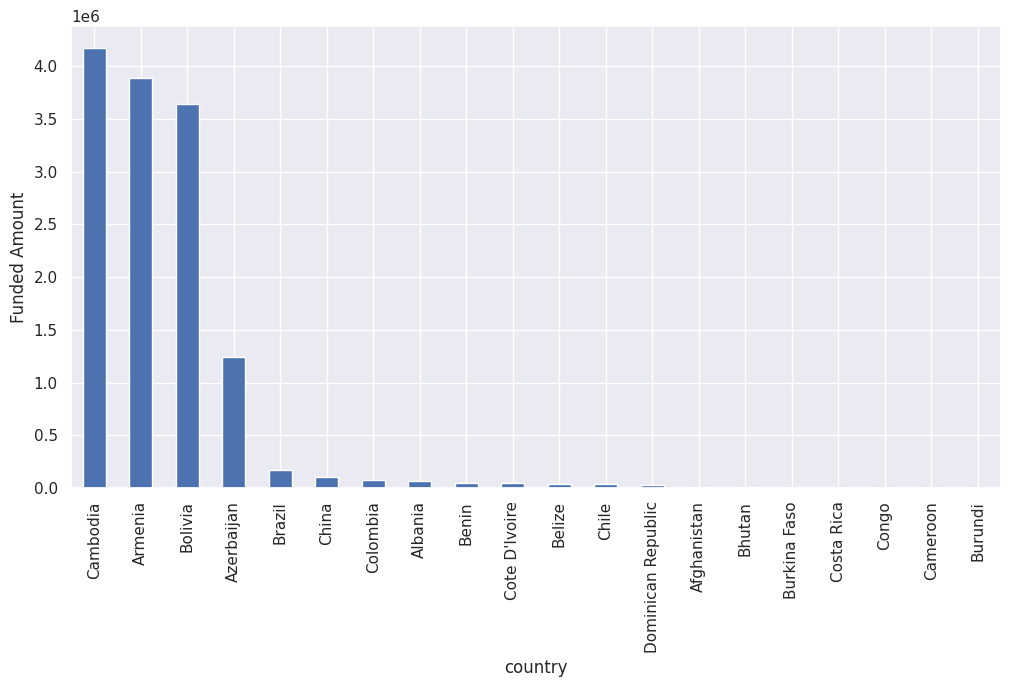 1e6
4.0
3.5
3.0
2.5
2.0
1.5
1.0
0.5
0.0
Funded Amount
Cambodia
Armenia
Bolivia
Azerbaijan
Brazil
China
Colombia
Albania
Benin
Cote D'Ivoire
Belize
Chile
Dominican Republic
Afghanistan
Bhutan
Burkina Faso
Costa Rica
Congo
Cameroon
Burundi
country